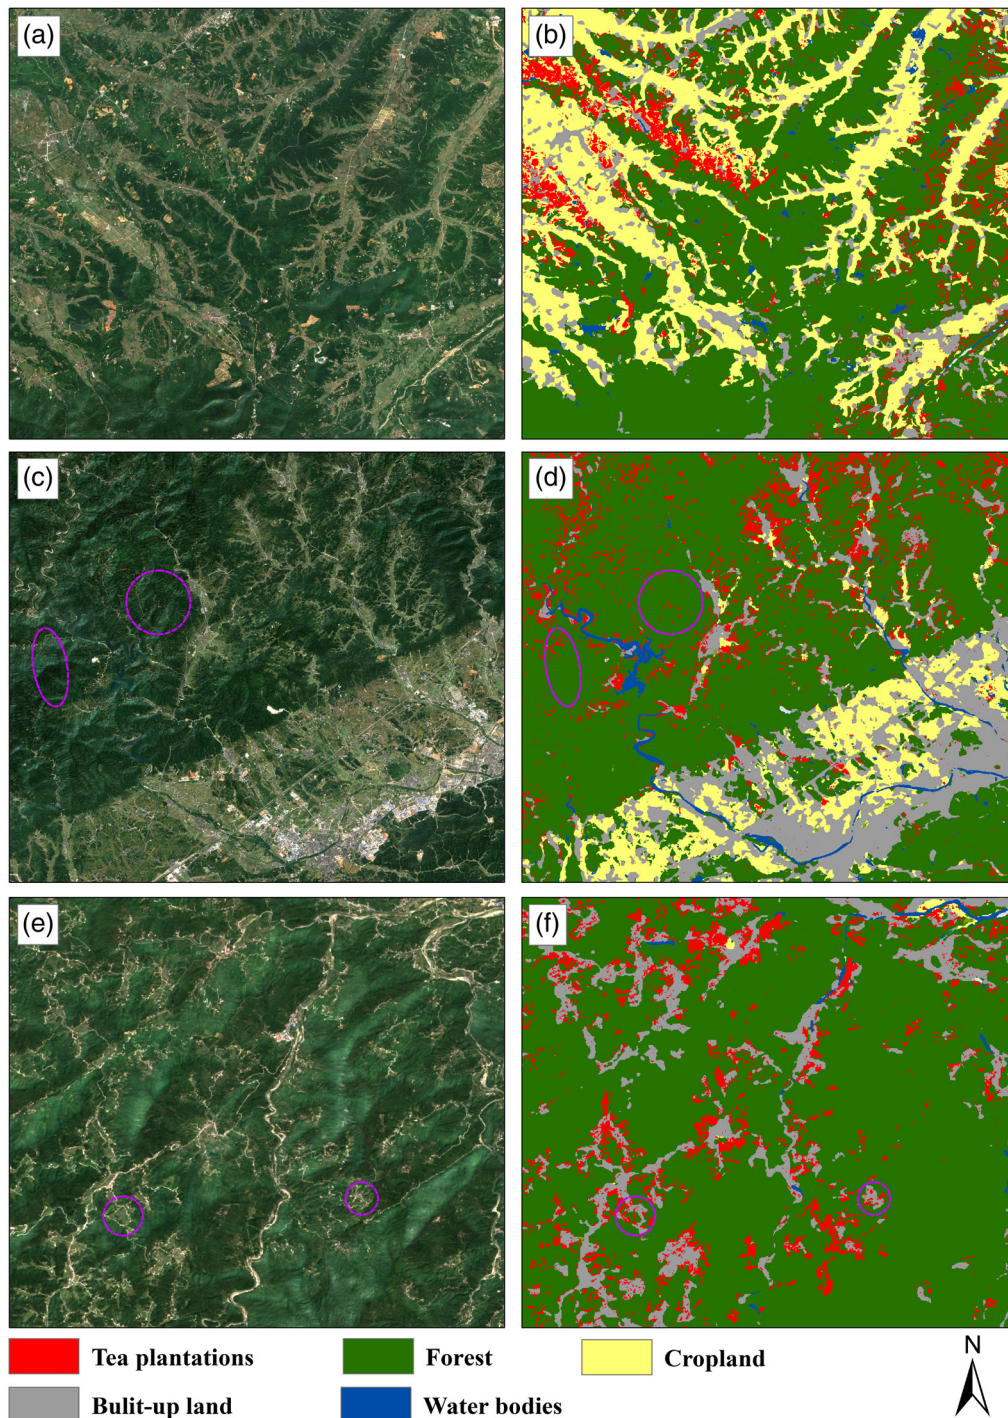 (a)
(b)
(c)
(d)
(e)
(f)
Tea plantations
Forest
Cropland
N
Bulit-up land
Water bodies